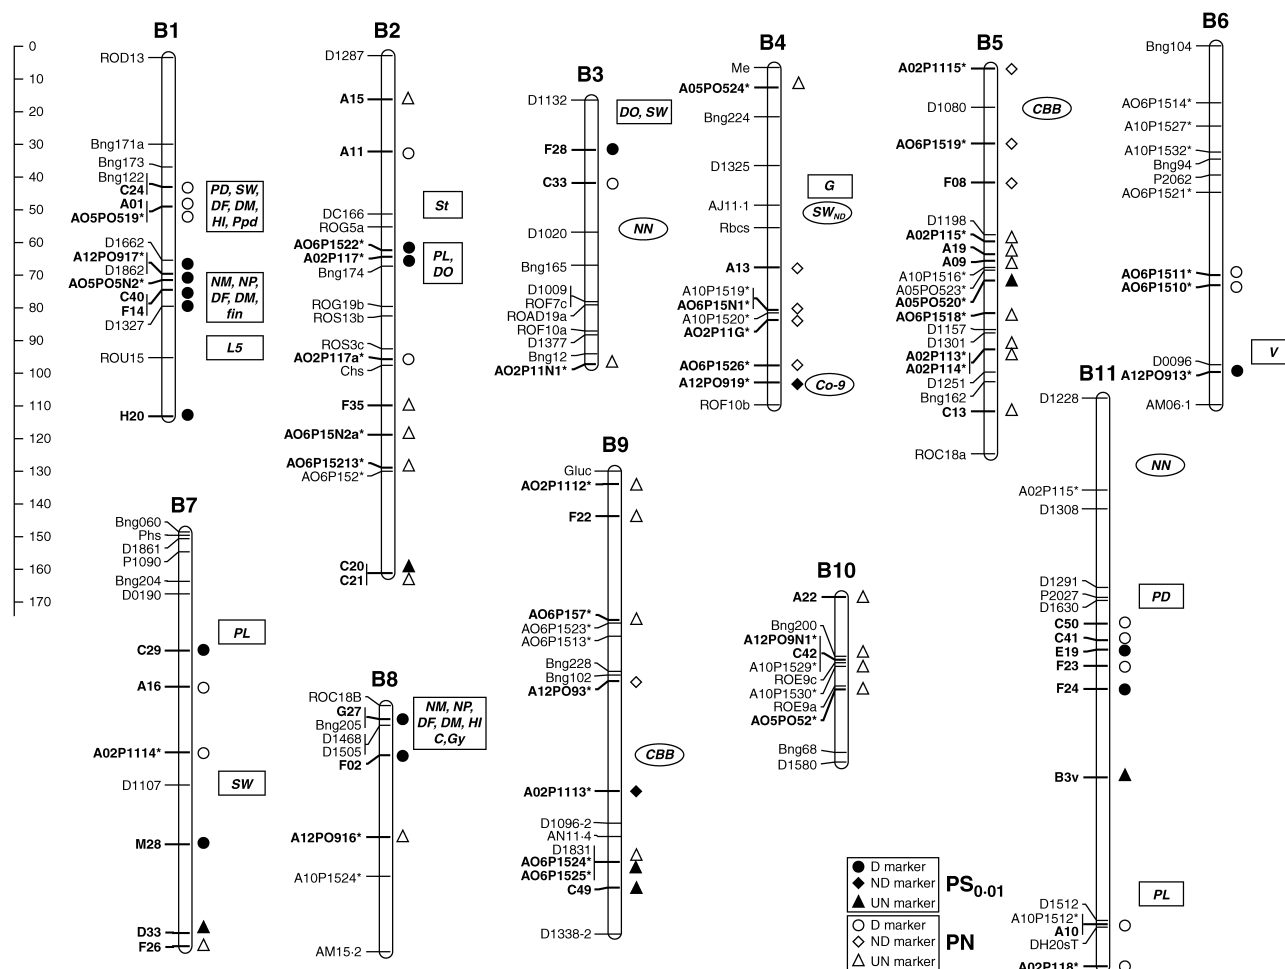 0
10
20
30
40
50
60
70
80
90
100
110
120
130
140
150
160
170
B1
ROD13
Bng171a
Bng173
Bng122
C24
A01
AO5PO519*
D1662
A12PO917*
D1862
AO5PO5N2*
C40
F14
D1327
ROU15
H20
PD, SW,
DF, DM,
HI, Ppd
NM, NP,
DF, DM,
fin
L5
B2
D1287
A15
A11
DC166
ROG5a
AO6P1522*
A02P117*
Bng174
ROG19b
ROS13b
ROS3c
AO2P117a*
Chs
F35
AO6P15N2a*
AO6P15213*
AO6P152*
C20
C21
St
PL,
DO
B3
D1132
F28
C33
D1020
Bng165
D1009
ROF7c
ROAD19a
ROF10a
D1377
Bng12
AO2P11N1*
DO, SW
NN
B4
Me
A05PO524*
Bng224
D1325
AJ11·1
Rbcs
A13
A10P1519*
AO6P15N1*
A10P1520*
AO2P11G*
AO6P1526*
A12PO919*
ROF10b
G
SWND
Co-9
B5
A02P1115*
D1080
AO6P1519*
F08
D1198
A02P115*
A19
A09
A10P1516*
A05PO523*
A05PO520*
AO6P1518*
D1157
D1301
A02P113*
A02P114*
D1251
Bng162
C13
ROC18a
CBB
B6
Bng104
AO6P1514*
A10P1527*
A10P1532*
Bng94
P2062
AO6P1521*
AO6P1511*
AO6P1510*
D0096
A12PO913*
AM06·1
V
B7
Bng060
Phs
D1861
P1090
Bng204
D0190
C29
A16
A02P1114*
D1107
M28
D33
F26
PL
SW
B8
ROC18B
G27
Bng205
D1468
D1505
F02
A12PO916*
A10P1524*
AM15·2
NM, NP,
DF, DM, HI
C,Gy
B9
Gluc
AO2P1112*
F22
AO6P157*
AO6P1523*
AO6P1513*
Bng228
Bng102
A12PO93*
A02P1113*
D1096-2
AN11·4
D1831
AO6P1524*
AO6P1525*
C49
D1338-2
CBB
B10
A22
Bng200
A12PO9N1*
C42
A10P1529*
ROE9c
A10P1530*
ROE9a
AO5PO52*
Bng68
D1580
B11
D1228
A02P115*
D1308
D1291
P2027
D1630
C50
C41
E19
F23
F24
B3v
D1512
A10P1512*
A10
DH20sT
A02P118*
NN
PD
PL
D marker
ND marker
UN marker
PS0·01
D marker
ND marker
UN marker
PN